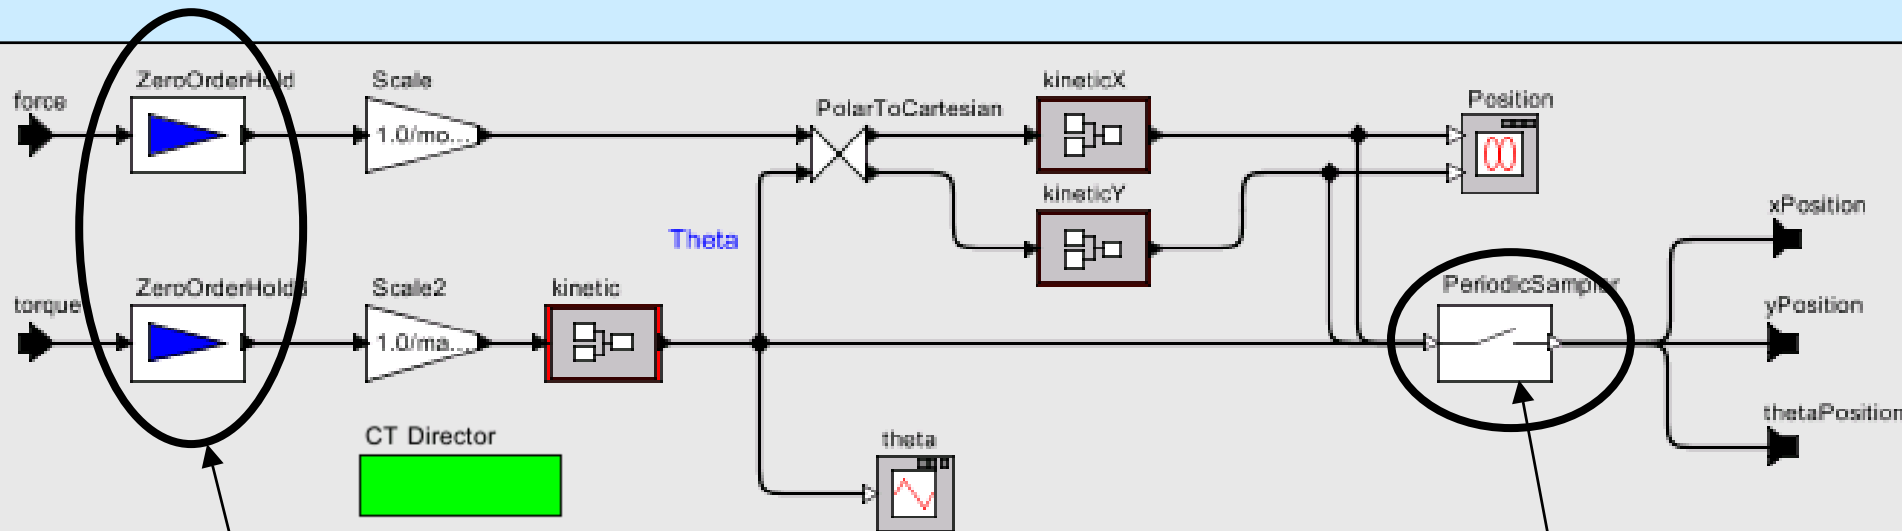 ZeroOrderHold
Scale
kineticX
force
PolarToCartesian
Position
1.0/mo...
kineticY
xPosition
Theta
ZeroOrderHold
Scale2
kinetic
PeriodicSampler
torque
yPosition
1.0/ma...
thetaPosition
CT Director
theta